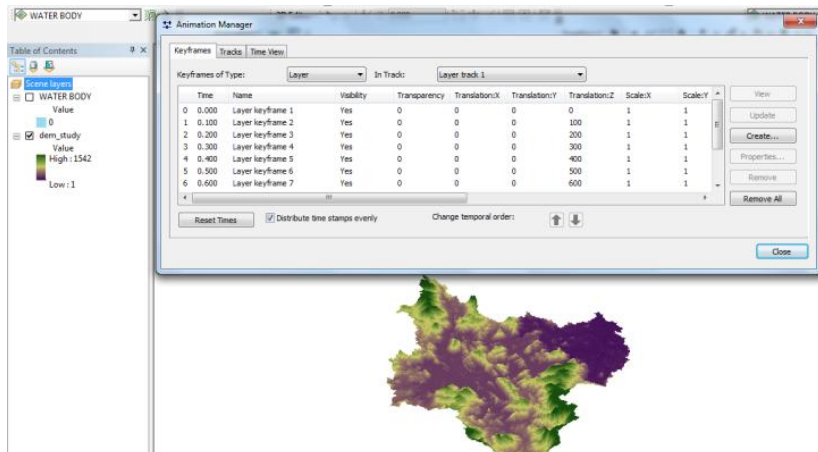 WATER BODY
Animation Manager
Table of Contents
Scene layers
WATER BODY
Value
0
dem_study
Value
High : 1542
Low : 1
Keyframes Tracks Time View
Keyframes of Type: Layer In Track: Layer track 1
Time Name Visibility Transparency Translation:X Translation:Y Translation:Z Scale:X Scale:Y
0 0.000 Layer keyframe 1 Yes 0 0 0 1 1
1 0.100 Layer keyframe 2 Yes 0 0 100 1 1
2 0.200 Layer keyframe 3 Yes 0 0 200 1 1
3 0.300 Layer keyframe 4 Yes 0 0 300 1 1
4 0.400 Layer keyframe 5 Yes 0 0 400 1 1
5 0.500 Layer keyframe 6 Yes 0 0 500 1 1
6 0.600 Layer keyframe 7 Yes 0 0 600 1 1
View
Update
Create...
Properties...
Remove
Remove All
Reset Times Distribute time stamps evenly Change temporal order:
Close